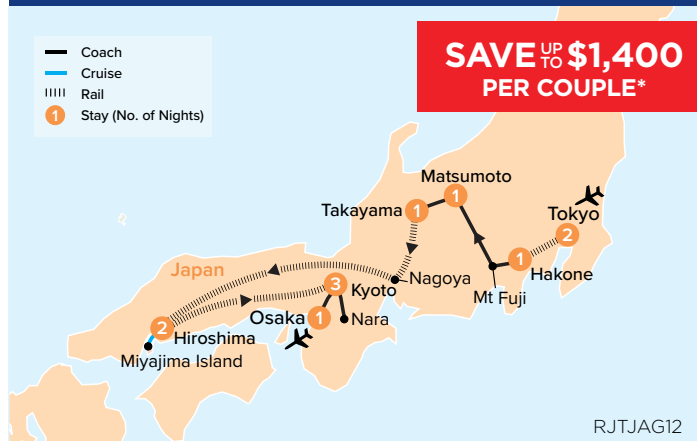 Coach
Cruise
Rail
1 Stay (No. of Nights)
SAVE UP TO $1,400
PER COUPLE*
Matsumoto
1
Takayama
1
Tokyo
2
Japan
Nagoya
1
Hakone
3
Kyoto
Mt Fuji
Osaka
1
Nara
2
Hiroshima
Miyajima Island
RJTJAG12